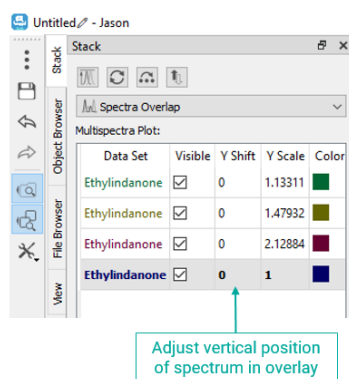 Untitled - Jason
Stack
Stack
Object Browser
File Browser
View
Spectra Overlap
Multispectra Plot:
Data Set Visible Y Shift Y Scale Color
Ethylindanone 0 1.13311
Ethylindanone 0 1.47932
Ethylindanone 0 2.12884
Ethylindanone 0 1
Adjust vertical position
of spectrum in overlay